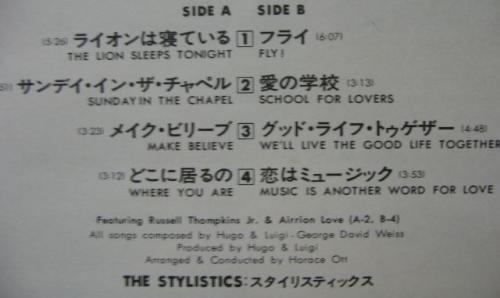 SIDE A SIDE B
(5:26) ライオンは寝ている 1 フライ (6:07)
THE LION SLEEPS TONIGHT FLY!
サンデイ・イン・ザ・チャペル 2 愛の学校 (3:13)
SUNDAY IN THE CHAPEL SCHOOL FOR LOVERS
(3:23) メイク・ビリーブ 3 グッド・ライフ・トゥゲザー (4:48)
MAKE BELIEVE WE'LL LIVE THE GOOD LIFE TOGETHER
(3:12) どこに居るの 4 恋はミュージック (3:53)
WHERE YOU ARE MUSIC IS ANOTHER WORD FOR LOVE
Featuring Russell Thompkins Jr. & Airrion Love (A-2, B-4)
All songs composed by Hugo & Luigi-George David Weiss
Produced by Hugo & Luigi
Arranged & Conducted by Horace Ott
THE STYLISTICS:スタイリスティックス